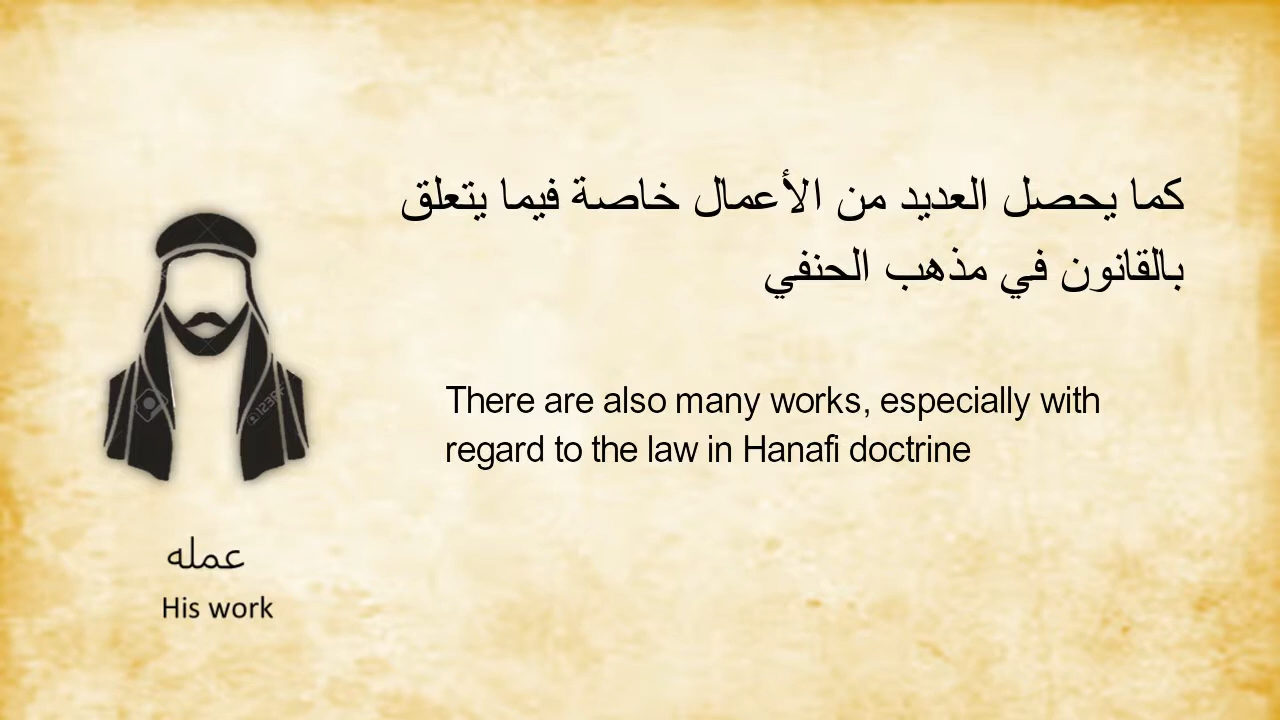 كما يحصل العديد من الأعمال خاصة فيما يتعلق
بالقانون في مذهب الحنفي
There are also many works, especially with
regard to the law in Hanafi doctrine
عمله
His work